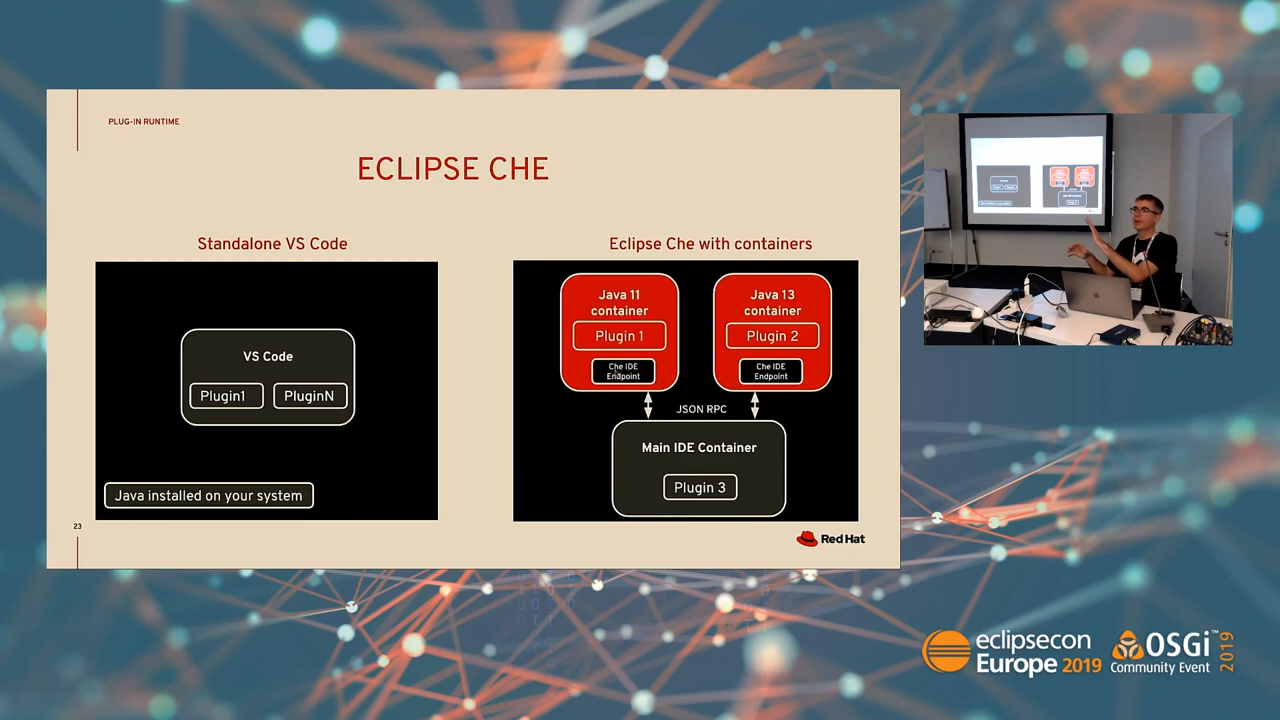 PLUG-IN RUNTIME
ECLIPSE CHE
Standalone VS Code
VS Code
Plugin1
PluginN
Java installed on your system
Eclipse Che with containers
Java 11
container
Plugin 1
Che IDE
Endpoint
Java 13
container
Plugin 2
Che IDE
Endpoint
JSON RPC
Main IDE Container
Plugin 3
23
Red Hat
eclipsecon
Europe 2019
OSGi™
Community Event
2019